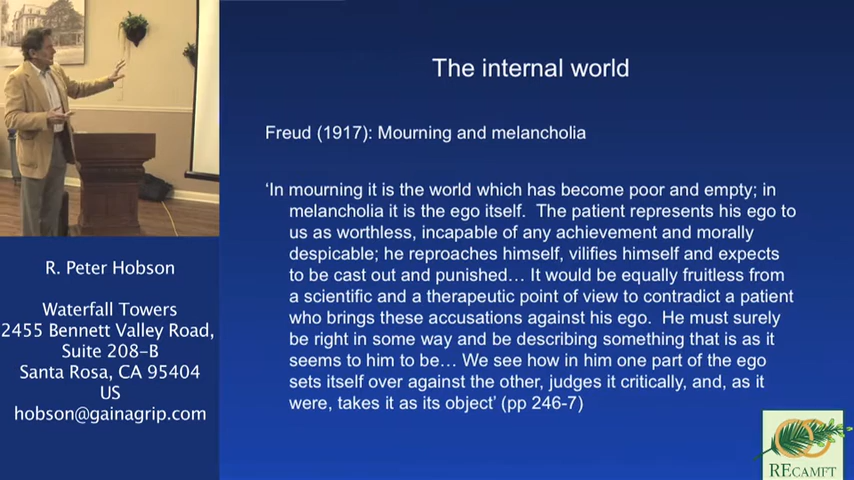 The internal world
Freud (1917): Mourning and melancholia
‘In mourning it is the world which has become poor and empty; in
melancholia it is the ego itself.  The patient represents his ego to
us as worthless, incapable of any achievement and morally
despicable; he reproaches himself, vilifies himself and expects
to be cast out and punished… It would be equally fruitless from
a scientific and a therapeutic point of view to contradict a patient
who brings these accusations against his ego.  He must surely
be right in some way and be describing something that is as it
seems to him to be… We see how in him one part of the ego
sets itself over against the other, judges it critically, and, as it
were, takes it as its object’ (pp 246-7)
R. Peter Hobson
Waterfall Towers
2455 Bennett Valley Road,
Suite 208-B
Santa Rosa, CA 95404
US
hobson@gainagrip.com
RECAMFT